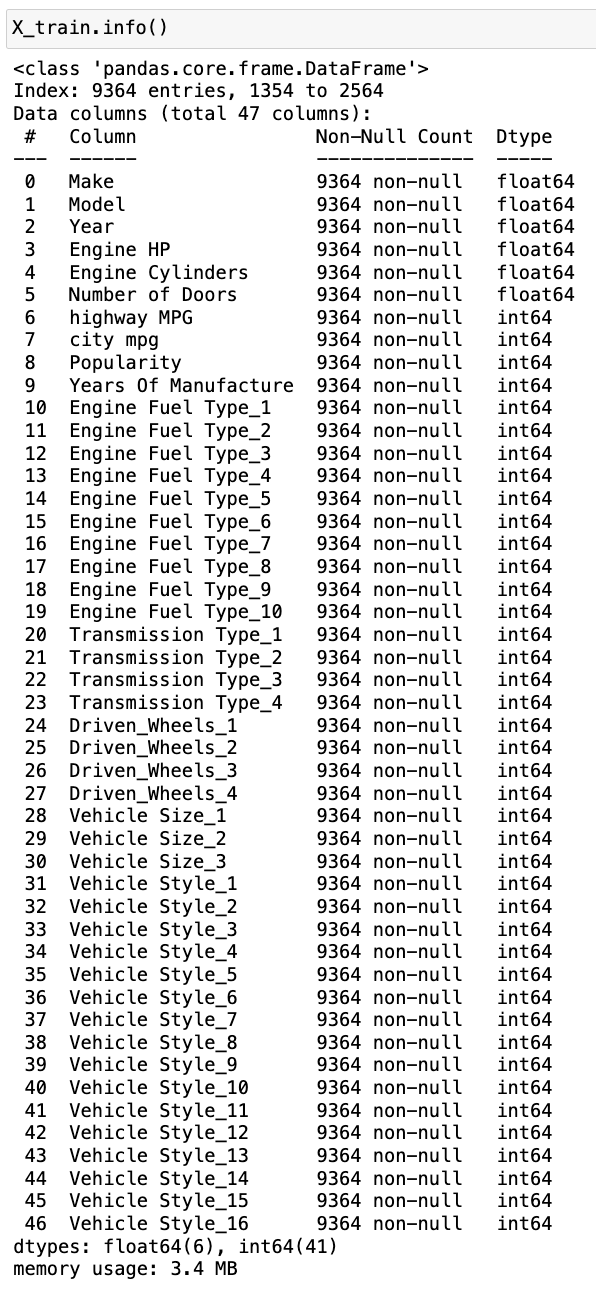 X_train.info()
<class 'pandas.core.frame.DataFrame'>
Index: 9364 entries, 1354 to 2564
Data columns (total 47 columns):
 #   Column                Non-Null Count  Dtype
---  ------                --------------  -----
 0   Make                  9364 non-null   float64
 1   Model                 9364 non-null   float64
 2   Year                  9364 non-null   float64
 3   Engine HP             9364 non-null   float64
 4   Engine Cylinders      9364 non-null   float64
 5   Number of Doors       9364 non-null   float64
 6   highway MPG           9364 non-null   int64
 7   city mpg              9364 non-null   int64
 8   Popularity            9364 non-null   int64
 9   Years Of Manufacture  9364 non-null   int64
 10  Engine Fuel Type_1    9364 non-null   int64
 11  Engine Fuel Type_2    9364 non-null   int64
 12  Engine Fuel Type_3    9364 non-null   int64
 13  Engine Fuel Type_4    9364 non-null   int64
 14  Engine Fuel Type_5    9364 non-null   int64
 15  Engine Fuel Type_6    9364 non-null   int64
 16  Engine Fuel Type_7    9364 non-null   int64
 17  Engine Fuel Type_8    9364 non-null   int64
 18  Engine Fuel Type_9    9364 non-null   int64
 19  Engine Fuel Type_10   9364 non-null   int64
 20  Transmission Type_1   9364 non-null   int64
 21  Transmission Type_2   9364 non-null   int64
 22  Transmission Type_3   9364 non-null   int64
 23  Transmission Type_4   9364 non-null   int64
 24  Driven_Wheels_1       9364 non-null   int64
 25  Driven_Wheels_2       9364 non-null   int64
 26  Driven_Wheels_3       9364 non-null   int64
 27  Driven_Wheels_4       9364 non-null   int64
 28  Vehicle Size_1        9364 non-null   int64
 29  Vehicle Size_2        9364 non-null   int64
 30  Vehicle Size_3        9364 non-null   int64
 31  Vehicle Style_1       9364 non-null   int64
 32  Vehicle Style_2       9364 non-null   int64
 33  Vehicle Style_3       9364 non-null   int64
 34  Vehicle Style_4       9364 non-null   int64
 35  Vehicle Style_5       9364 non-null   int64
 36  Vehicle Style_6       9364 non-null   int64
 37  Vehicle Style_7       9364 non-null   int64
 38  Vehicle Style_8       9364 non-null   int64
 39  Vehicle Style_9       9364 non-null   int64
 40  Vehicle Style_10      9364 non-null   int64
 41  Vehicle Style_11      9364 non-null   int64
 42  Vehicle Style_12      9364 non-null   int64
 43  Vehicle Style_13      9364 non-null   int64
 44  Vehicle Style_14      9364 non-null   int64
 45  Vehicle Style_15      9364 non-null   int64
 46  Vehicle Style_16      9364 non-null   int64
dtypes: float64(6), int64(41)
memory usage: 3.4 MB